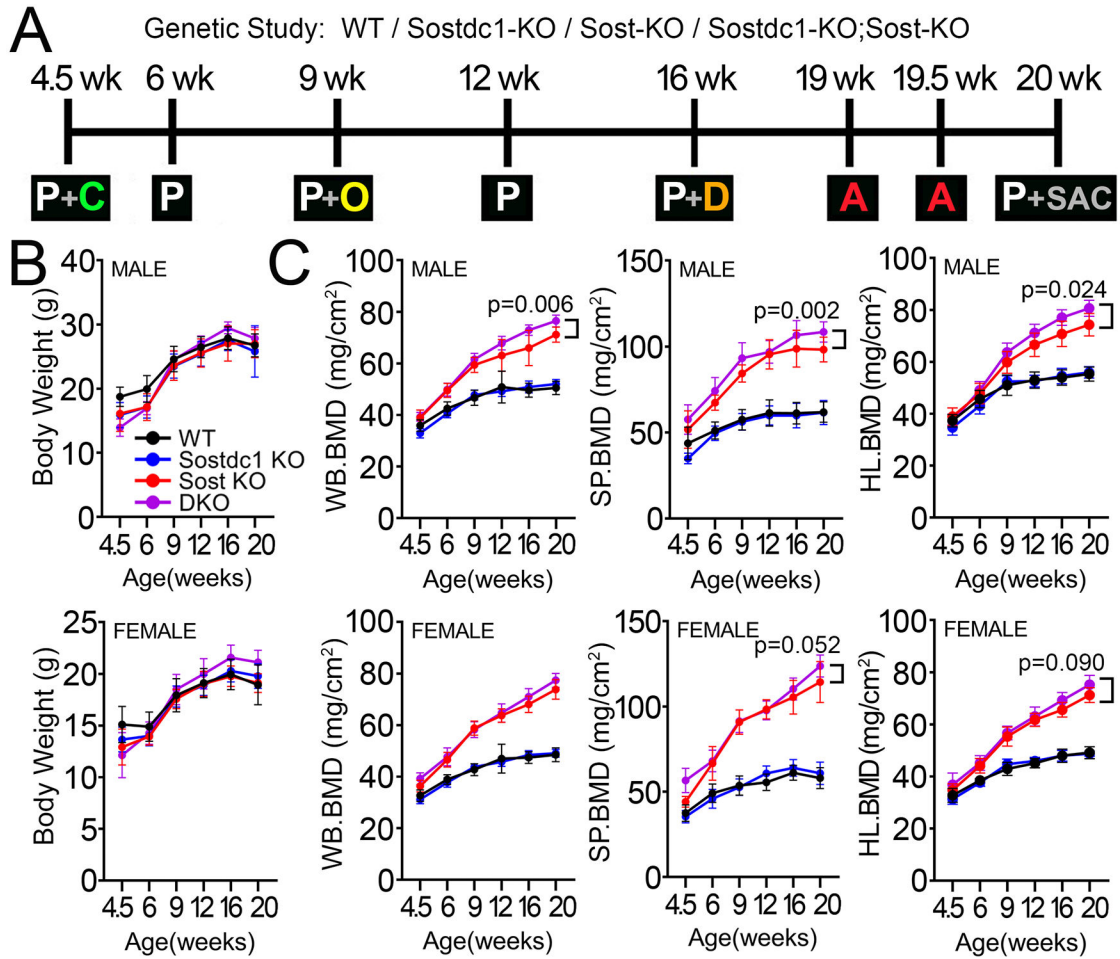 A
Genetic Study: WT / Sostdc1-KO / Sost-KO / Sostdc1-KO;Sost-KO
4.5 wk 6 wk 9 wk 12 wk 16 wk 19 wk 19.5 wk 20 wk
P+C P P+O P P+D A A P+SAC
B
MALE
Body Weight (g)
40
30
20
10
0
WT
Sostdc1 KO
Sost KO
DKO
4.5 6 9 12 16 20
Age(weeks)
C
MALE
p=0.006
WB.BMD (mg/cm²)
100
80
60
40
20
0
4.5 6 9 12 16 20
Age(weeks)
MALE
p=0.002
SP.BMD (mg/cm²)
150
100
50
0
4.5 6 9 12 16 20
Age(weeks)
MALE
p=0.024
HL.BMD (mg/cm²)
100
80
60
40
20
0
4.5 6 9 12 16 20
Age(weeks)
FEMALE
Body Weight (g)
25
20
15
10
5
0
4.5 6 9 12 16 20
Age(weeks)
FEMALE
WB.BMD (mg/cm²)
100
80
60
40
20
0
4.5 6 9 12 16 20
Age(weeks)
FEMALE
p=0.052
SP.BMD (mg/cm²)
150
100
50
0
4.5 6 9 12 16 20
Age(weeks)
FEMALE
p=0.090
HL.BMD (mg/cm²)
100
80
60
40
20
0
4.5 6 9 12 16 20
Age(weeks)